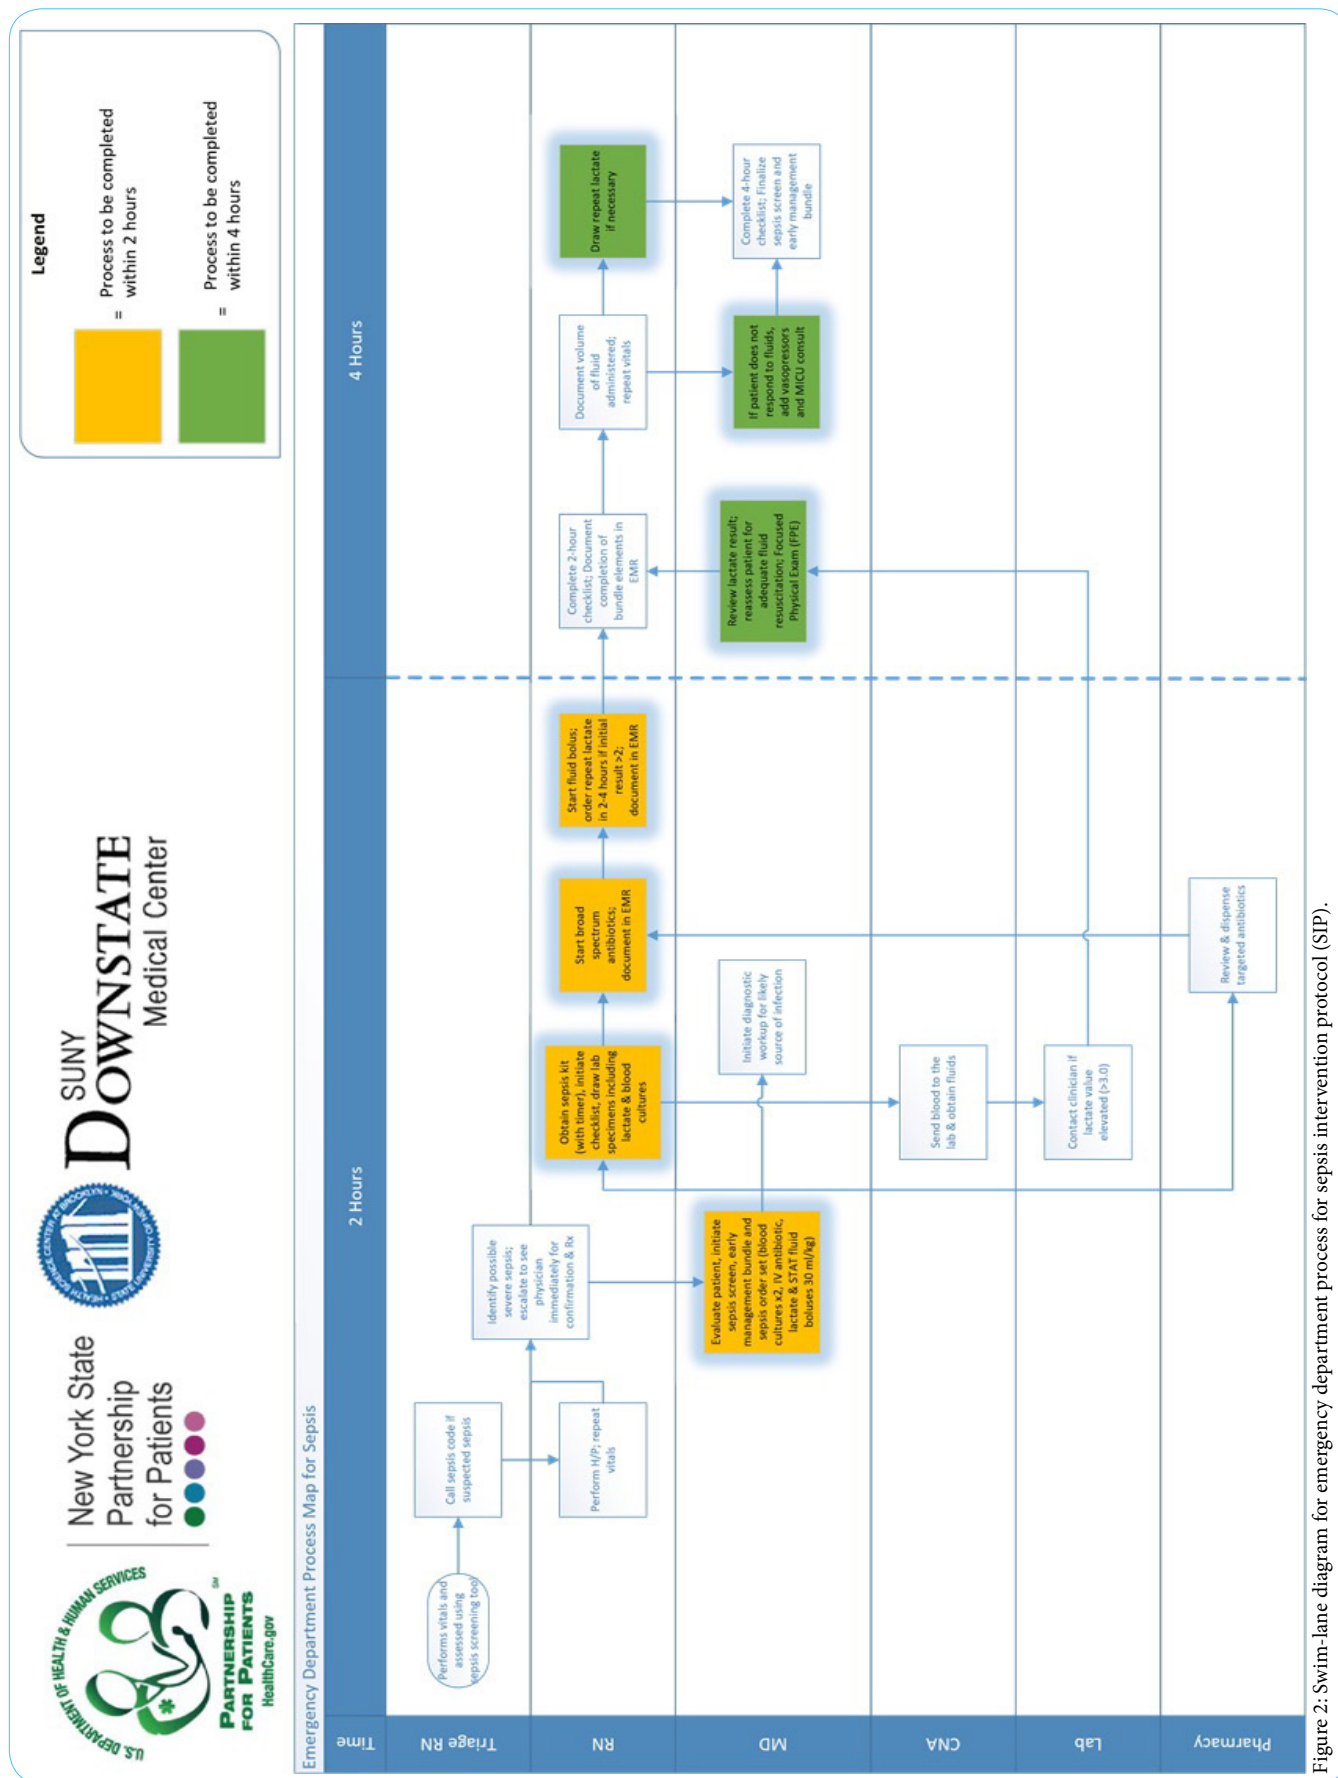 U.S. DEPARTMENT OF HEALTH & HUMAN SERVICES
SM
PARTNERSHIP
FOR PATIENTS
HealthCare.gov
New York State
Partnership
for Patients
SUNY
DOWNSTATE
Medical Center
Legend
= Process to be completed
within 2 hours
= Process to be completed
within 4 hours
Emergency Department Process Map for Sepsis
Time
2 Hours
4 Hours
Triage RN
Performs vitals and
assessed using
sepsis screening too
Call sepsis code if
suspected sepsis
Identify possible
severe sepsis;
escalate to see
physician
immediately for
confirmation & Rx
RN
Perform H/P; repeat
vitals
Obtain sepsis kit
(with timer), initiate
checklist, draw lab
specimens including
lactate & blood
cultures
Start broad
spectrum
antibiotics;
document in EMR
Start fluid bolus;
order repeat lactate
in 2-4 hours if initial
result >2;
document in EMR
Complete 2-hour
checklist; Document
completion of
bundle elements in
EMR
Document volume
of fluid
administered;
repeat vitals
Draw repeat lactate
if necessary
MD
Evaluate patient, initiate
sepsis screen, early
management bundle and
sepsis order set (blood
cultures x2, IV antibiotic,
lactate & STAT fluid
boluses 30 ml/kg)
Initiate diagnostic
workup for likely
source of infection
Review lactate result;
reassess patient for
adequate fluid
resuscitation; Focused
Physical Exam (FPE)
If patient does not
respond to fluids,
add vasopressors
and MICU consult
Complete 4-hour
checklist; Finalize
sepsis screen and
early management
bundle
CNA
Send blood to the
lab & obtain fluids
Lab
Contact clinician if
lactate value
elevated (>3.0)
Pharmacy
Review & dispense
targeted antibiotics
Figure 2: Swim-lane diagram for emergency department process for sepsis intervention protocol (SIP).